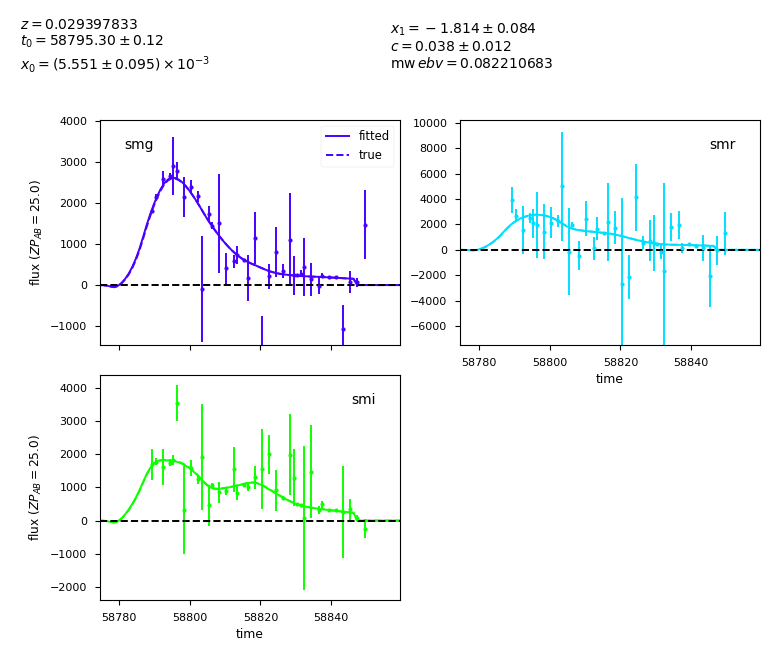 z = 0.029397833
t₀ = 58795.30 ± 0.12
x₀ = (5.551 ± 0.095) × 10⁻³
x₁ = −1.814 ± 0.084
c = 0.038 ± 0.012
mwebv = 0.082210683
smg
fitted
true
4000
3000
2000
1000
0
−1000
flux (ZP_AB = 25.0)
smr
10000
8000
6000
4000
2000
0
−2000
−4000
−6000
58780 58800 58820 58840
time
smi
4000
3000
2000
1000
0
−1000
−2000
flux (ZP_AB = 25.0)
58780 58800 58820 58840
time